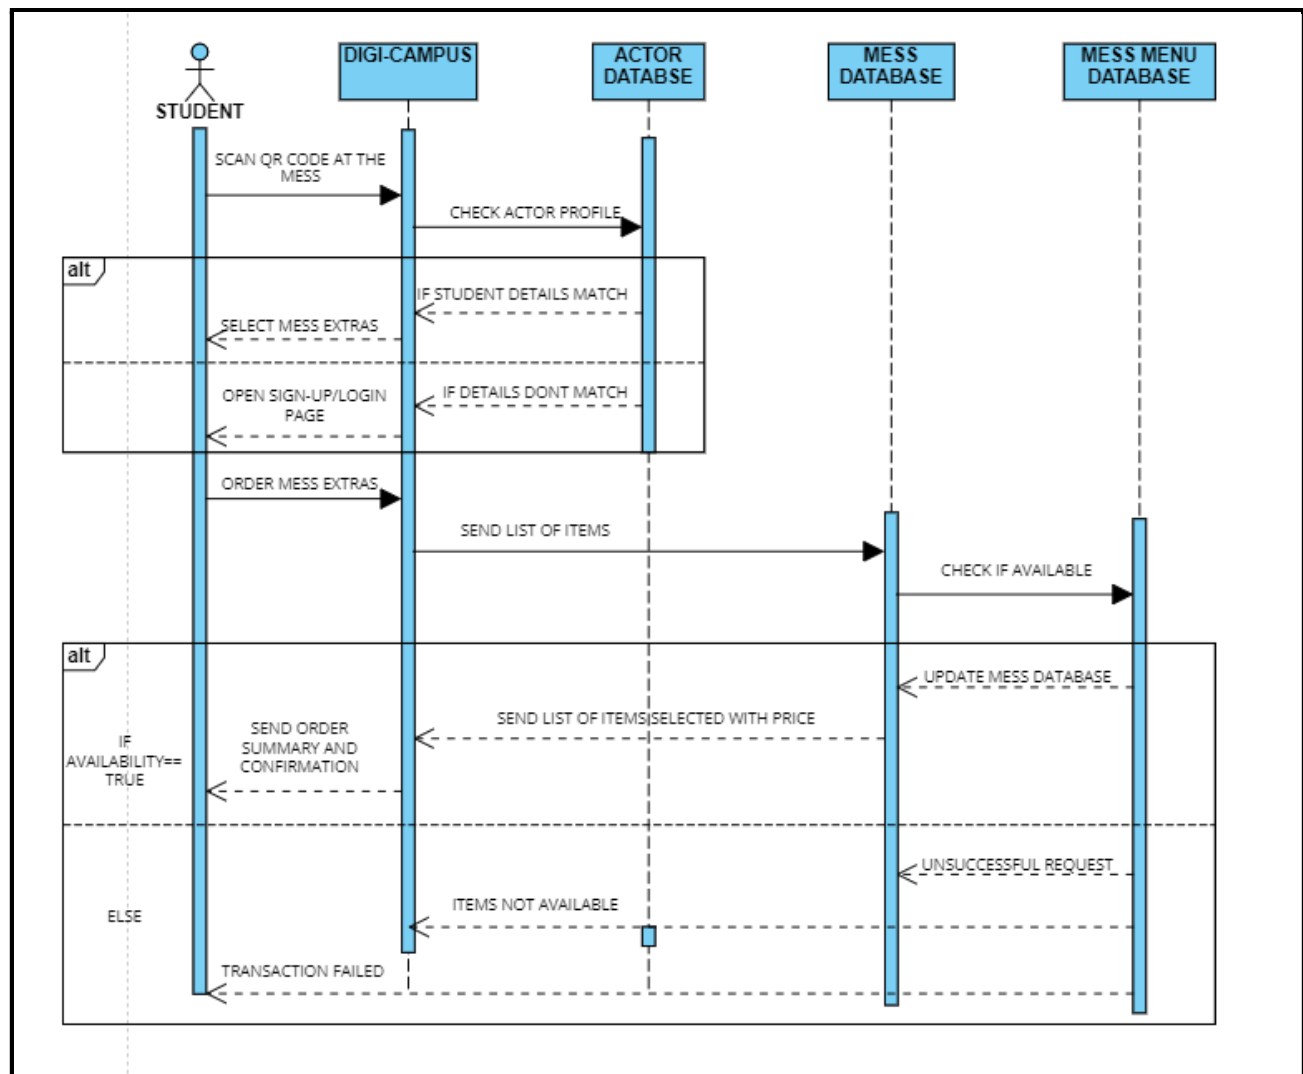 DIGI-CAMPUS
ACTOR
DATABSE
MESS
DATABASE
MESS MENU
DATABASE
STUDENT
SCAN QR CODE AT THE
MESS
CHECK ACTOR PROFILE
alt
IF STUDENT DETAILS MATCH
SELECT MESS EXTRAS
IF DETAILS DONT MATCH
OPEN SIGN-UP/LOGIN
PAGE
ORDER MESS EXTRAS
SEND LIST OF ITEMS
CHECK IF AVAILABLE
alt
UPDATE MESS DATABASE
SEND LIST OF ITEMS SELECTED WITH PRICE
SEND ORDER
SUMMARY AND
CONFIRMATION
IF
AVAILABILITY==
TRUE
UNSUCCESSFUL REQUEST
ITEMS NOT AVAILABLE
ELSE
TRANSACTION FAILED